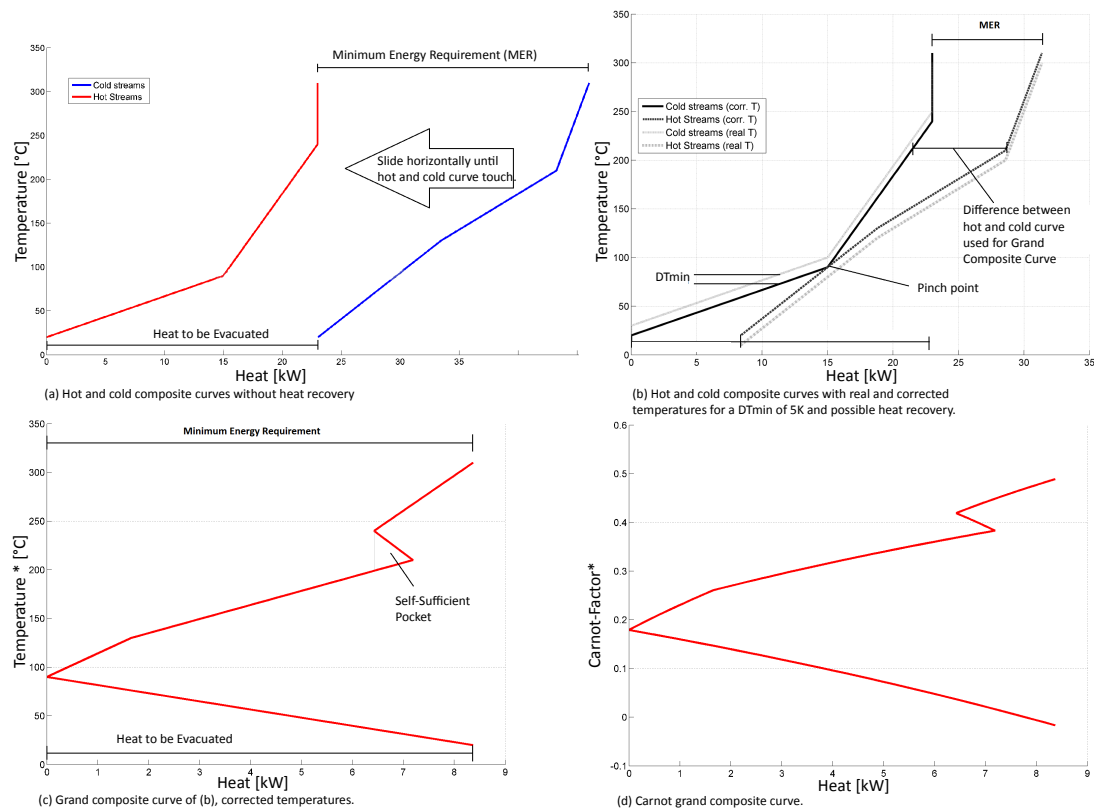 Minimum Energy Requirement (MER)
Cold streams
Hot Streams
Slide horizontally until
hot and cold curve touch.
Heat to be Evacuated
Temperature [°C]
350
300
250
200
150
100
50
0
0 5 10 15 22 25 30 35 25 35
Heat [kW]
(a) Hot and cold composite curves without heat recovery
MER
Cold streams (corr. T)
Hot Streams (corr. T)
Cold streams (real T)
Hot Streams (real T)
Difference between
hot and cold curve
used for Grand
Composite Curve
DTmin
Pinch point
Temperature [°C]
350
300
250
200
150
100
50
0
0 5 10 15 22 25 30 35
Heat [kW]
(b) Hot and cold composite curves with real and corrected
temperatures for a DTmin of 5K and possible heat recovery.
Minimum Energy Requirement
Self-Sufficient
Pocket
Heat to be Evacuated
Temperature * [°C]
350
300
250
200
150
100
50
0
0 1 2 3 4 5 6 7 8 9
Heat [kW]
(c) Grand composite curve of (b), corrected temperatures.
Carnot-Factor*
0.6
0.5
0.4
0.3
0.2
0.1
0
-0.1
0 1 2 3 4 5 6 7 8 9
Heat [kW]
(d) Carnot grand composite curve.